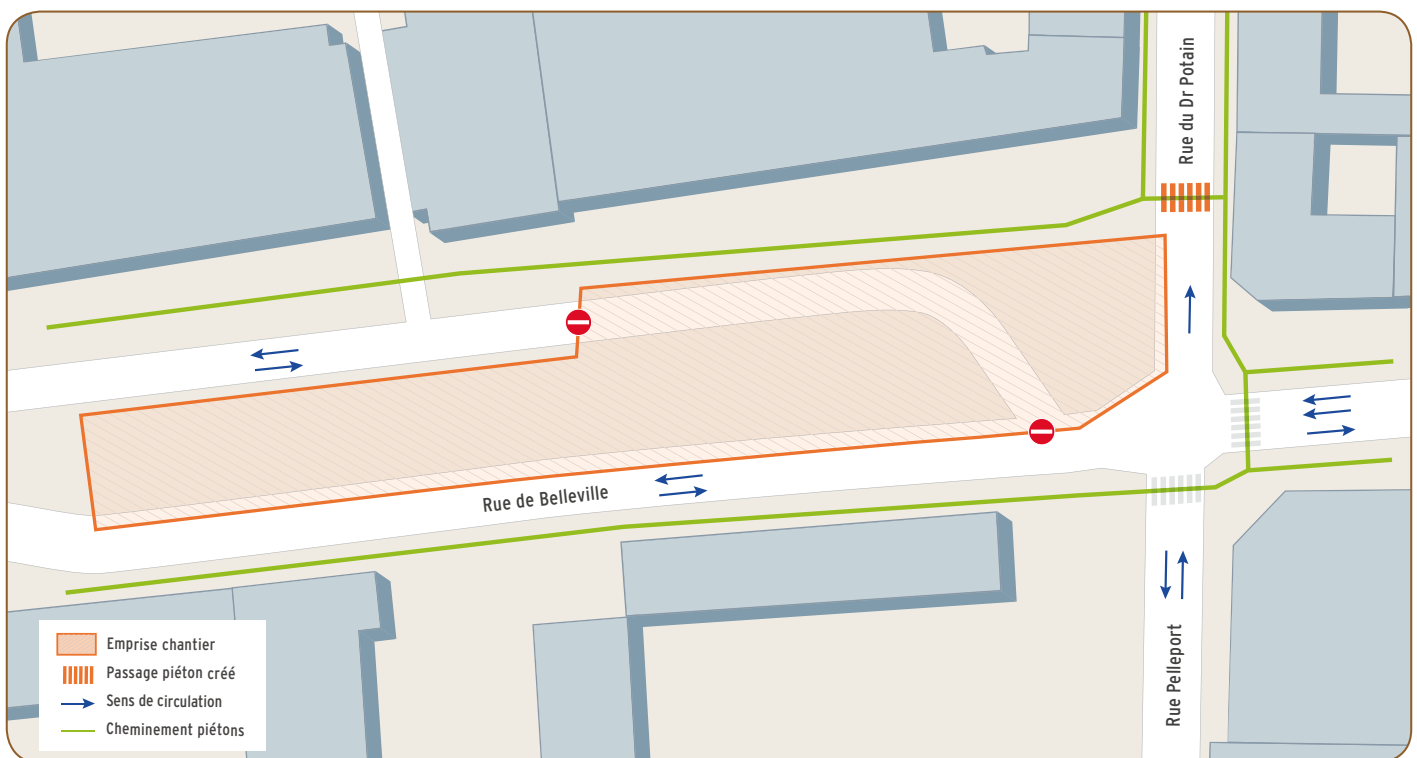 Rue du Dr Potain
Rue de Belleville
Rue Pelleport
Emprise chantier
Passage piéton créé
Sens de circulation
Cheminement piétons